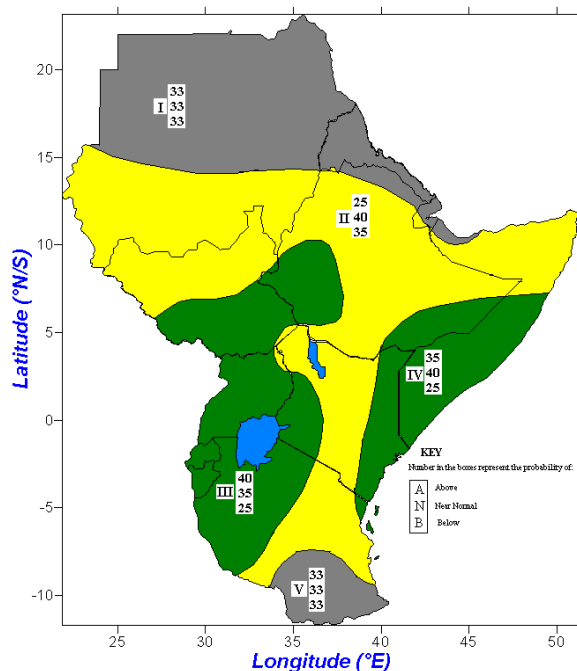 20
15
10
5
0
-5
-10
25
30
35
40
45
50
Latitude (°N/S)
Longitude (°E)
I
33
33
33
II
25
40
35
IV
35
40
25
III
40
35
25
V
33
33
33
KEY
Number in the boxes represent the probability of:
A Above
N Near Normal
B Below